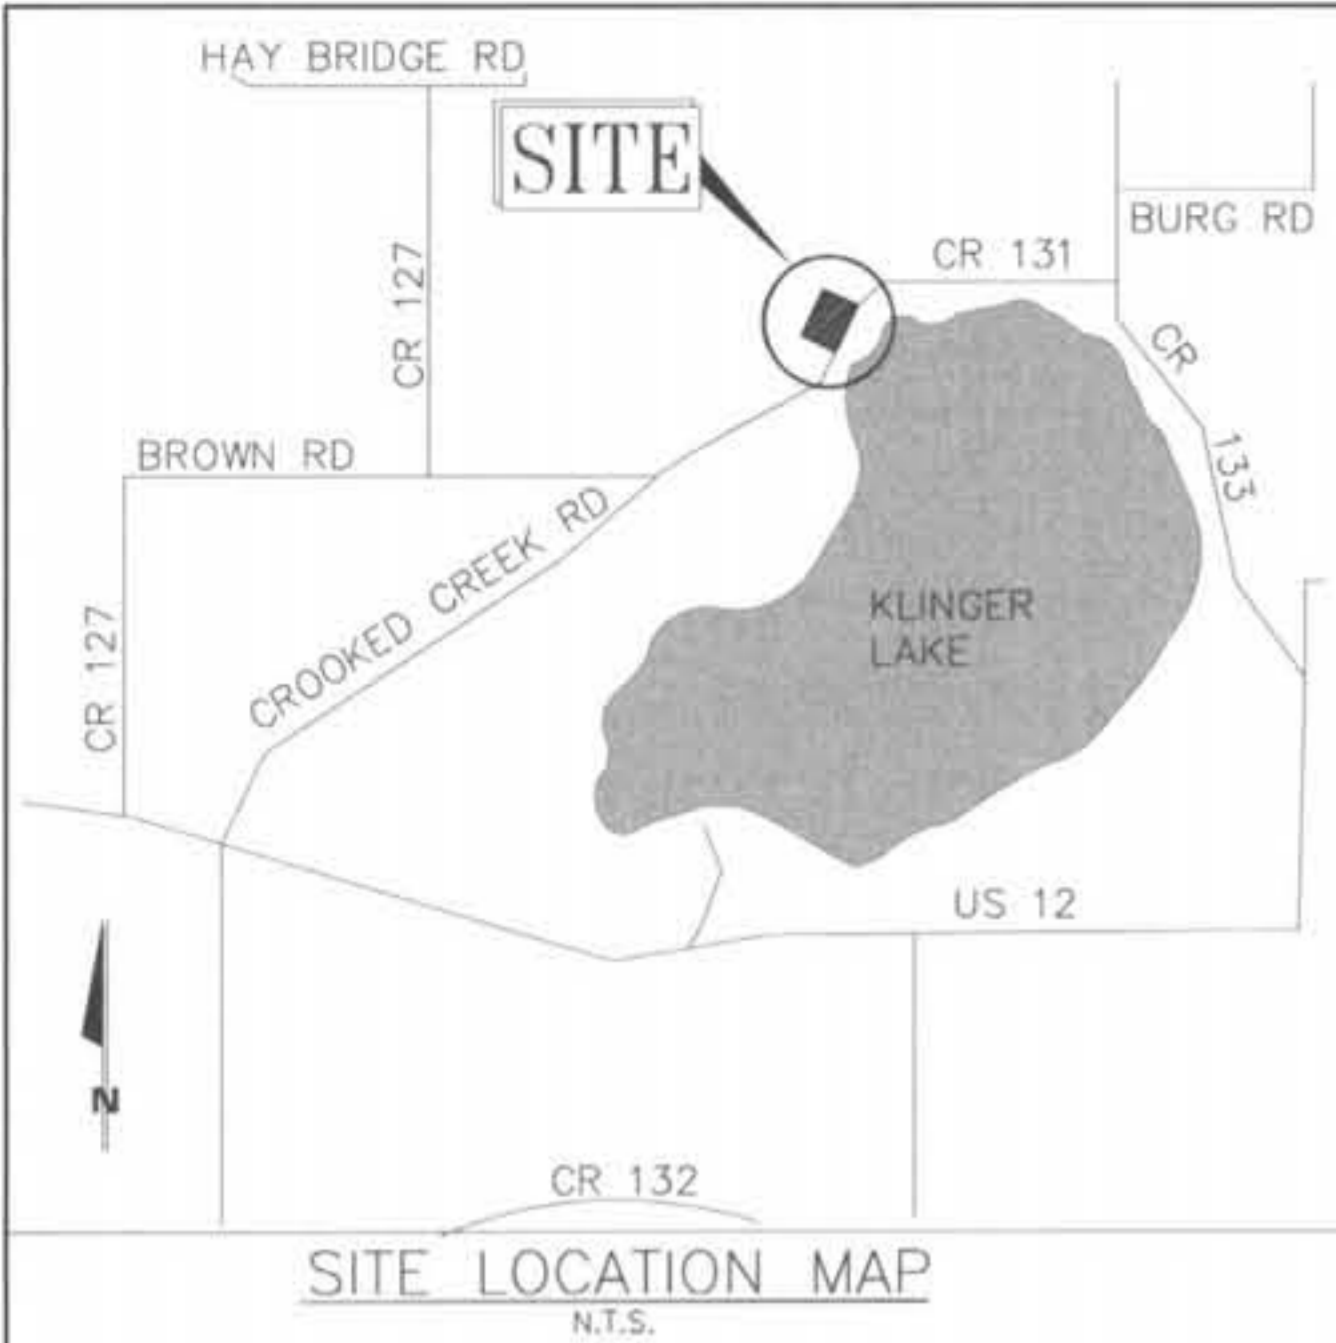 HAY BRIDGE RD
SITE
BURG RD
CR 131
CR 127
CR
133
BROWN RD
CROOKED CREEK RD
KLINGER
LAKE
CR 127
US 12
N
CR 132
SITE LOCATION MAP
N.T.S.